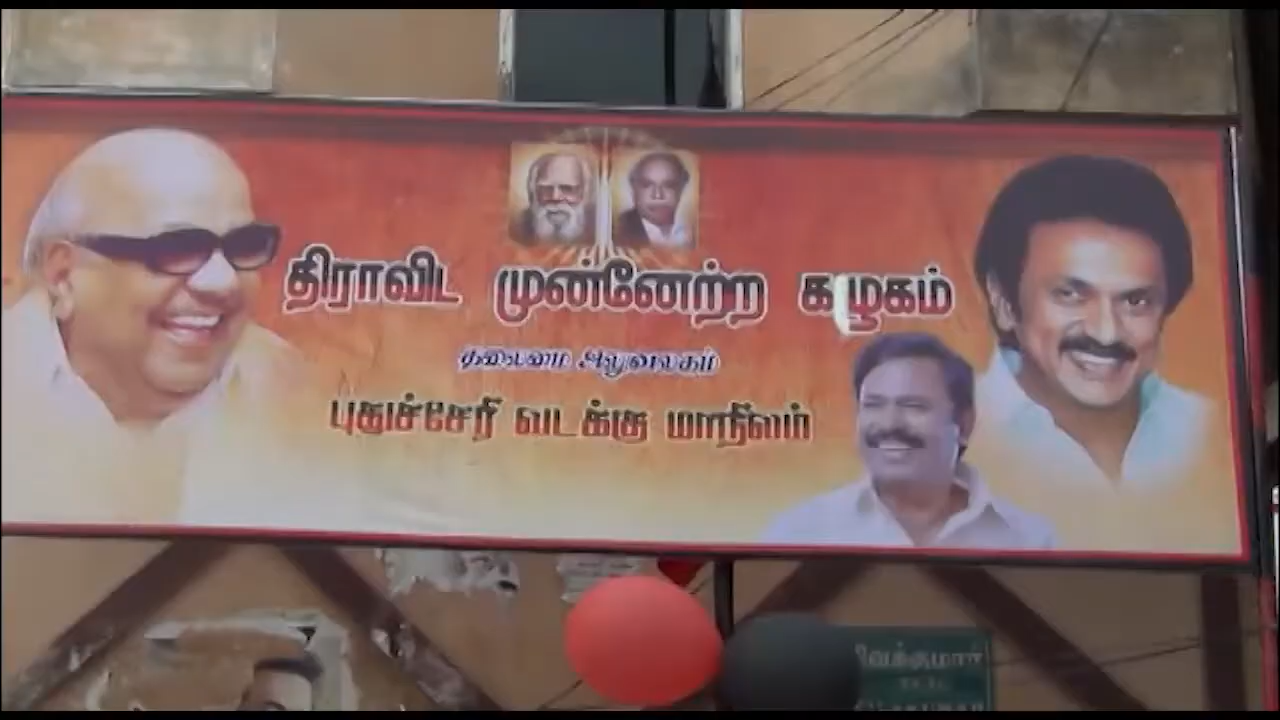 திராவிட முன்னேற்ற கழகம்
தலைமை அலுவலகம்
புதுச்சேரி வடக்கு மாநிலம்